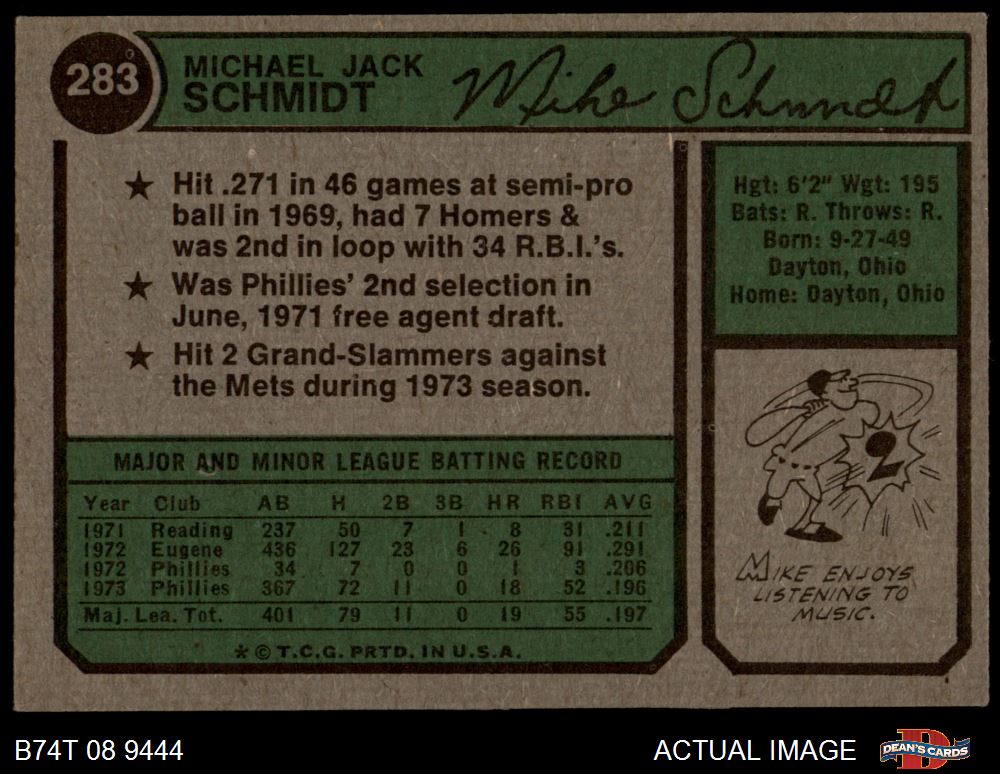 283
MICHAEL JACK
SCHMIDT
Mike Schmidt
★ Hit .271 in 46 games at semi-pro
ball in 1969, had 7 Homers &
was 2nd in loop with 34 R.B.I.'s.
★ Was Phillies' 2nd selection in
June, 1971 free agent draft.
★ Hit 2 Grand-Slammers against
the Mets during 1973 season.
Hgt: 6'2" Wgt: 195
Bats: R. Throws: R.
Born: 9-27-49
Dayton, Ohio
Home: Dayton, Ohio
MAJOR AND MINOR LEAGUE BATTING RECORD
Year Club AB H 2B 3B HR RBI AVG
1971 Reading 237 50 7 1 8 31 .211
1972 Eugene 436 127 23 6 26 91 .291
1972 Phillies 34 7 0 0 1 3 .206
1973 Phillies 367 72 11 0 18 52 .196
Maj. Lea. Tot. 401 79 11 0 19 55 .197
* © T.C.G. PRTD. IN U.S.A.
2
MIKE ENJOYS
LISTENING TO
MUSIC.
B74T 08 9444
ACTUAL IMAGE
DEAN'S CARDS